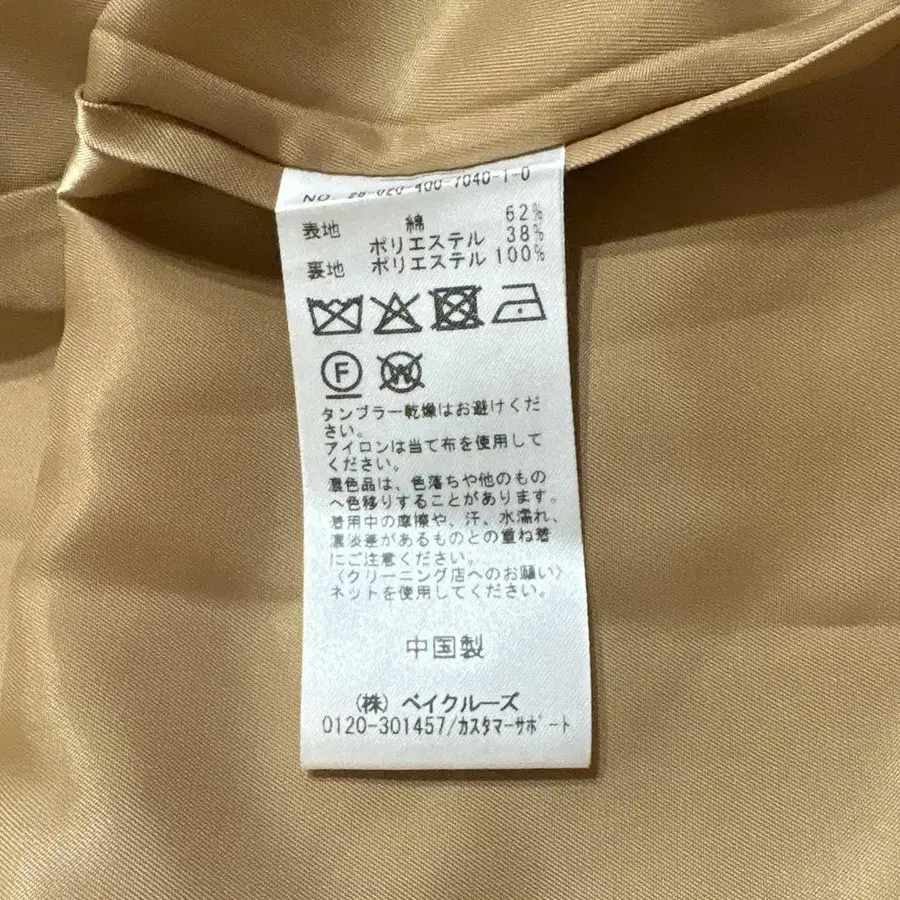 NO. 28-020-400-7040-1-0
表地 綿 62%
ポリエステル 38%
裏地 ポリエステル 100%
F W
タンブラー乾燥はお避けくだ
さい。
アイロンは当て布を使用して
ください。
濃色品は、色落ちや他のもの
へ色移りすることがあります。
着用中の摩擦や、汗、水濡れ、
濃淡差があるものとの重ね着
にご注意ください。
〈クリーニング店へのお願い〉
ネットを使用してください。
中国製
(株) ベイクルーズ
0120-301457/カスタマーサポート